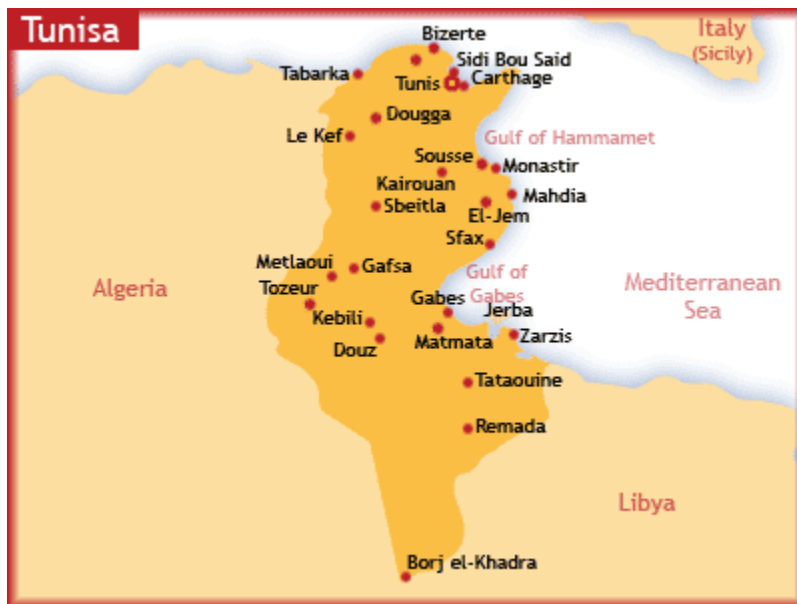 Tunisa
Italy
(Sicily)
Bizerte
Sidi Bou Said
Tabarka
Tunis
Carthage
Dougga
Le Kef
Gulf of Hammamet
Sousse
Monastir
Kairouan
Mahdia
Sbeitla
El-Jem
Sfax
Metlaoui
Gafsa
Gulf of
Gabes
Algeria
Mediterranean
Sea
Tozeur
Gabes
Jerba
Kebili
Matmata
Zarzis
Douz
Tataouine
Remada
Libya
Borj el-Khadra